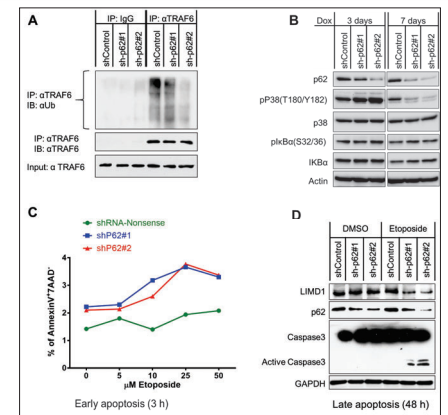 A
IP: IgG
IP: αTRAF6
shControl
sh-p62#1
sh-p62#2
shControl
sh-p62#1
sh-p62#2
IP: αTRAF6
IB: αUb
IP: αTRAF6
IB: αTRAF6
Input: α TRAF6
B
Dox 3 days 7 days
shControl
sh-p62#1
sh-p62#2
shControl
sh-p62#1
sh-p62#2
p62
pP38(T180/Y182)
p38
pIκBα(S32/36)
IKBα
Actin
C
shRNA-Nonsense
shP62#1
shP62#2
% of AnnexinV⁺7AAD⁻
4
3
2
1
0
0 5 10 25 50
μM Etoposide
Early apoptosis (3 h)
D
DMSO Etoposide
shControl
sh-p62#1
sh-p62#2
shControl
sh-p62#1
sh-p62#2
LIMD1
p62
Caspase3
Active Caspase3
GAPDH
Late apoptosis (48 h)